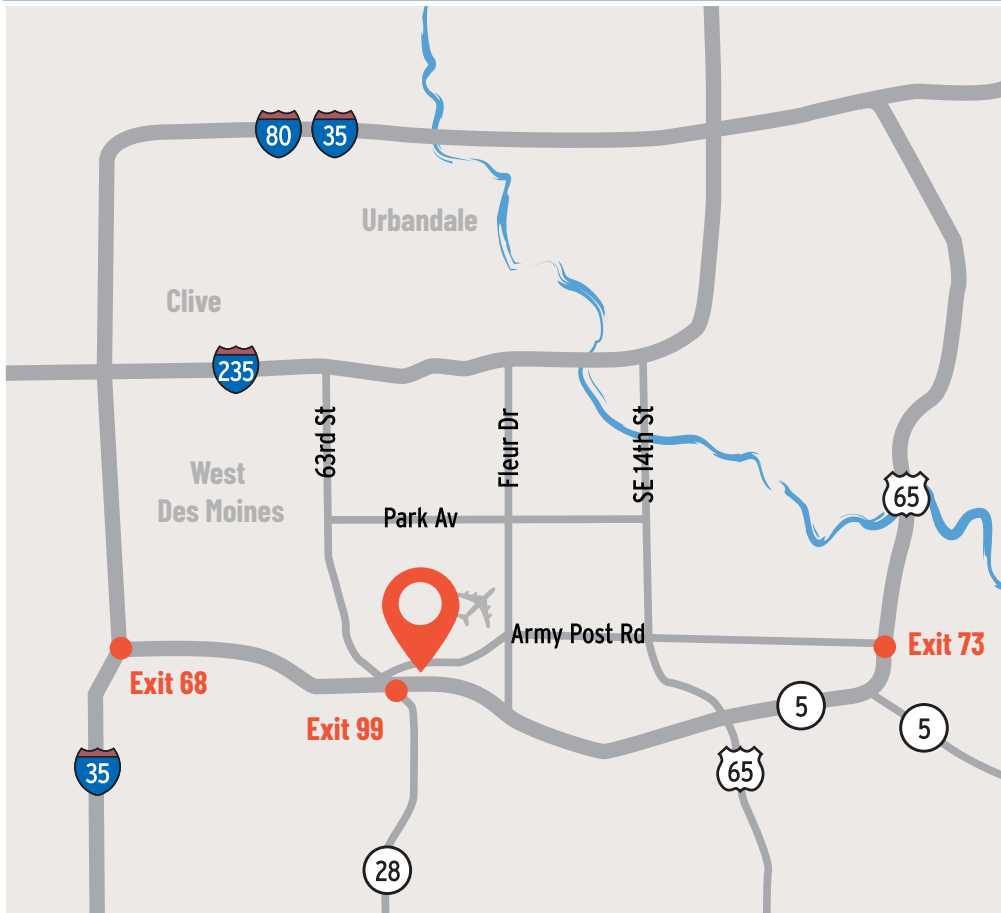 80
35
Urbandale
Clive
235
63rd St
Fleur Dr
SE 14th St
West
Des Moines
65
Park Av
Army Post Rd
Exit 73
Exit 68
Exit 99
5
5
35
65
28